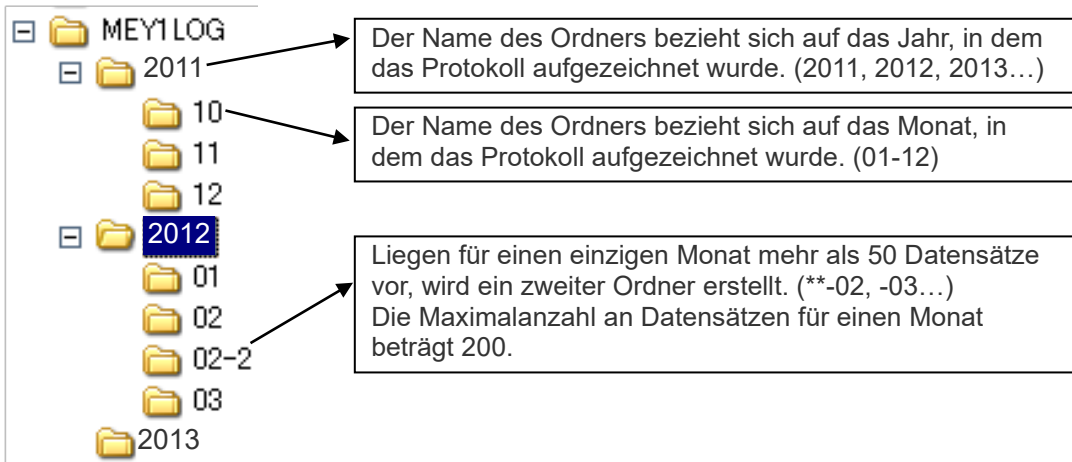 MEY1LOG
2011
10
11
12
2012
01
02
02-2
03
2013
Der Name des Ordners bezieht sich auf das Jahr, in dem
das Protokoll aufgezeichnet wurde. (2011, 2012, 2013…)
Der Name des Ordners bezieht sich auf das Monat, in
dem das Protokoll aufgezeichnet wurde. (01-12)
Liegen für einen einzigen Monat mehr als 50 Datensätze
vor, wird ein zweiter Ordner erstellt. (**-02, -03…)
Die Maximalanzahl an Datensätzen für einen Monat
beträgt 200.